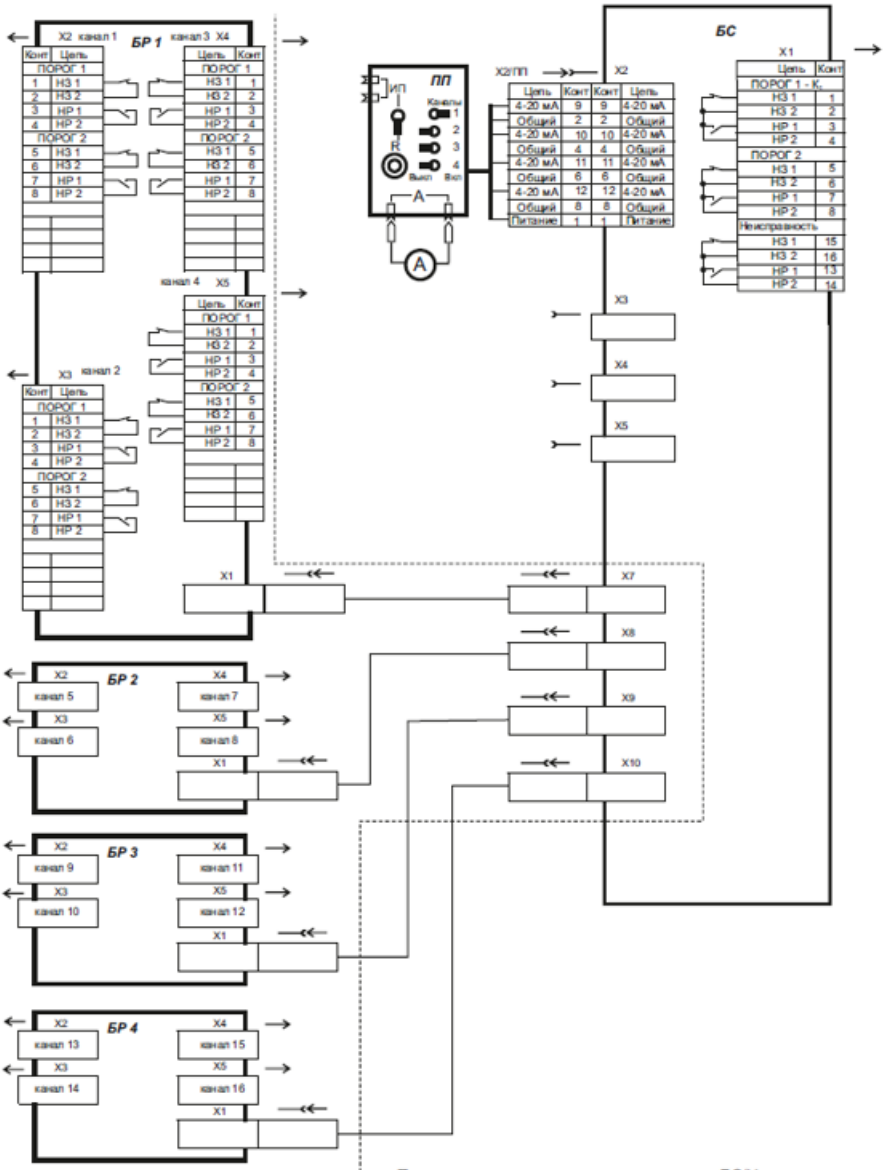 X2 канал 1
БР 1
канал 3 X4
Конт Цепь
ПОРОГ 1
1 НЗ 1
2 НЗ 2
3 НР 1
4 НР 2
ПОРОГ 2
5 НЗ 1
6 НЗ 2
7 НР 1
8 НР 2
Цепь Конт
ПОРОГ 1
НЗ 1 1
НЗ 2 2
НР 1 3
НР 2 4
ПОРОГ 2
НЗ 1 5
НЗ 2 6
НР 1 7
НР 2 8
канал 4 X5
Цепь Конт
ПОРОГ 1
НЗ 1 1
НЗ 2 2
НР 1 3
НР 2 4
ПОРОГ 2
НЗ 1 5
НЗ 2 6
НР 1 7
НР 2 8
X3 канал 2
Конт Цепь
ПОРОГ 1
1 НЗ 1
2 НЗ 2
3 НР 1
4 НР 2
ПОРОГ 2
5 НЗ 1
6 НЗ 2
7 НР 1
8 НР 2
X1
ПП
ИП
Каналы
1
2
3
4
R
Выкл Вкл
А
А
X2/ПП
X2
Цепь Конт Конт Цепь
4-20 мА 9 9 4-20 мА
Общий 2 2 Общий
4-20 мА 10 10 4-20 мА
Общий 4 4 Общий
4-20 мА 11 11 4-20 мА
Общий 6 6 Общий
4-20 мА 12 12 4-20 мА
Общий 8 8 Общий
Питание 1 1 Питание
БС
X1
Цепь Конт
ПОРОГ 1 -
НЗ 1 1
НЗ 2 2
НР 1 3
НР 2 4
ПОРОГ 2
НЗ 1 5
НЗ 2 6
НР 1 7
НР 2 8
Неисправность
НЗ 1 15
НЗ 2 16
НР 1 13
НР 2 14
X3
X4
X5
X7
X8
X9
X10
БР 2
X2 X4
канал 5 канал 7
X3 X5
канал 6 канал 8
X1
БР 3
X2 X4
канал 9 канал 11
X3 X5
канал 10 канал 12
X1
БР 4
X2 X4
канал 13 канал 15
X3 X5
канал 14 канал 16
X1